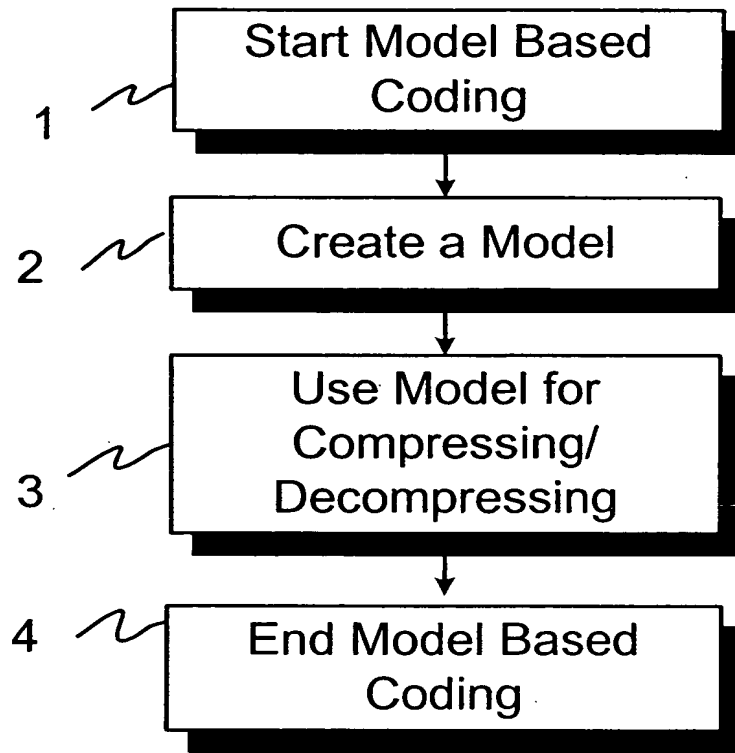 Start Model Based
Coding
1
Create a Model
2
Use Model for
Compressing/
Decompressing
3
End Model Based
Coding
4